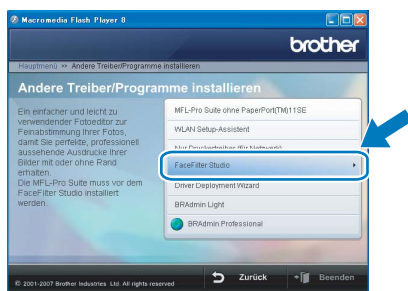 Macromedia Flash Player 8
brother
Hauptmenü >> Andere Treiber/Programme installieren
Andere Treiber/Programme installieren
Ein einfacher und leicht zu
verwendender Fotoeditor zur
Feinabstimmung Ihrer Fotos,
damit Sie perfekte, professionell
aussehende Ausdrucke Ihrer
Bilder mit oder ohne Rand
erhalten.
Die MFL-Pro Suite muss vor dem
FaceFilter Studio installiert
werden.
MFL-Pro Suite ohne PaperPort(TM)11SE
WLAN Setup-Assistent
Nur Druckertreiber (für Netzwerk)
FaceFilter Studio
Driver Deployment Wizard
BRAdmin Light
BRAdmin Professional
© 2001-2007 Brother Industries Ltd. All rights reserved
Zurück
Beenden